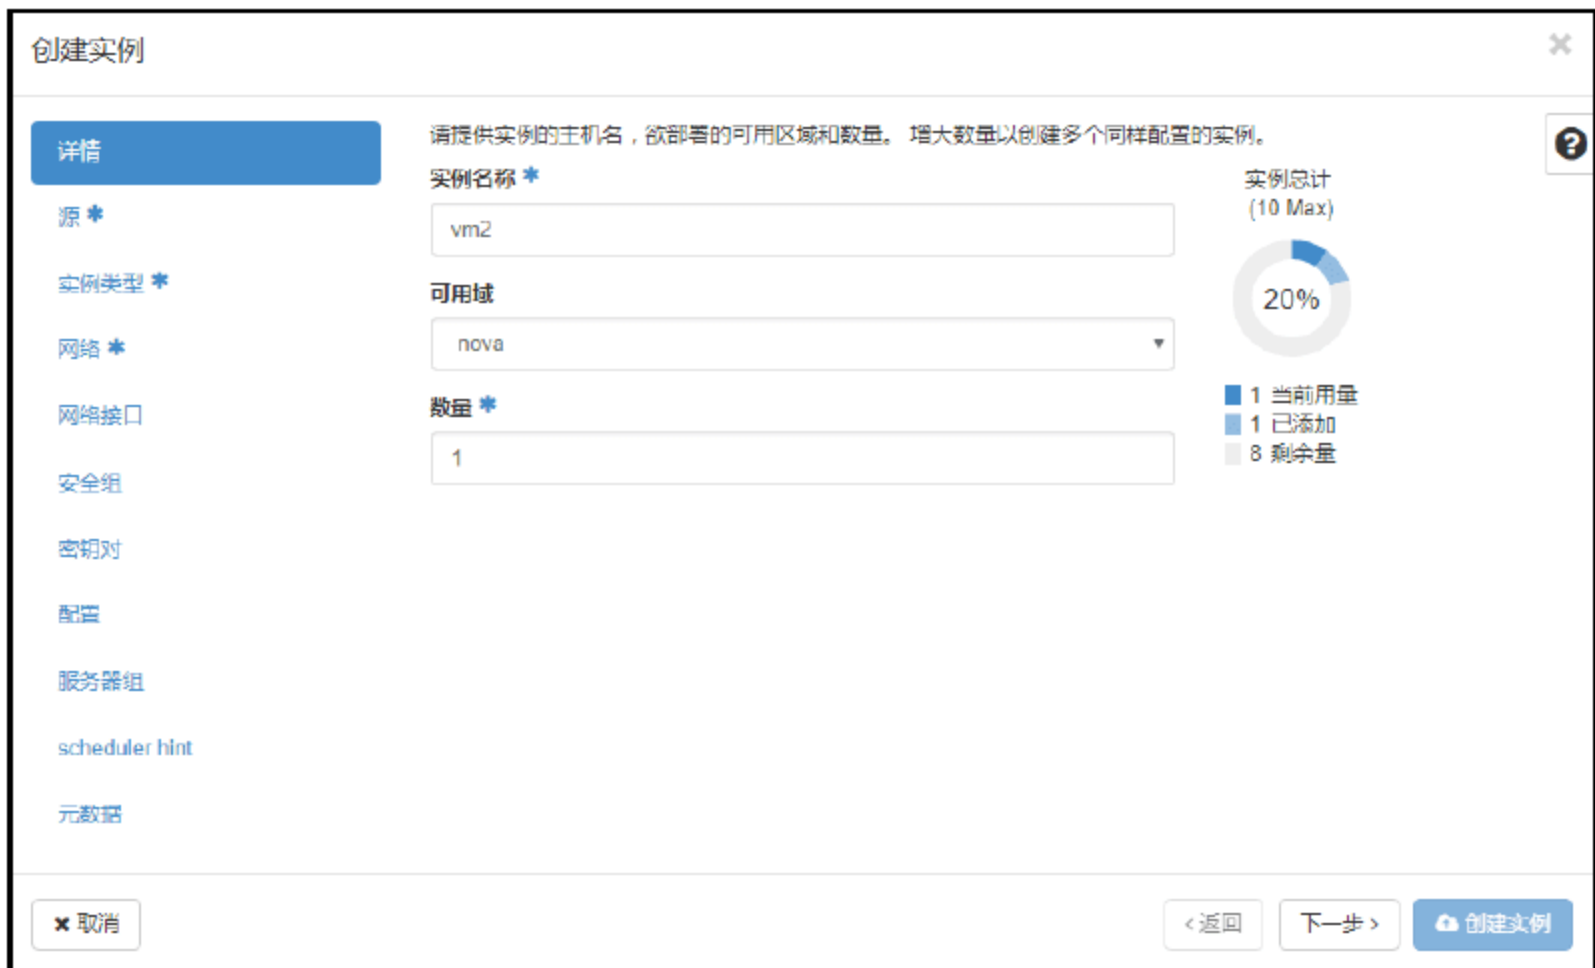 创建实例
×
详情
源 *
实例类型 *
网络 *
网络接口
安全组
密钥对
配置
服务器组
scheduler hint
元数据
请提供实例的主机名，欲部署的可用区域和数量。 增大数量以创建多个同样配置的实例。
实例名称 *
vm2
可用域
nova
数量 *
1
实例总计
(10 Max)
20%
1 当前用量
1 已添加
8 剩余量
?
× 取消
‹ 返回
下一步 ›
创建实例